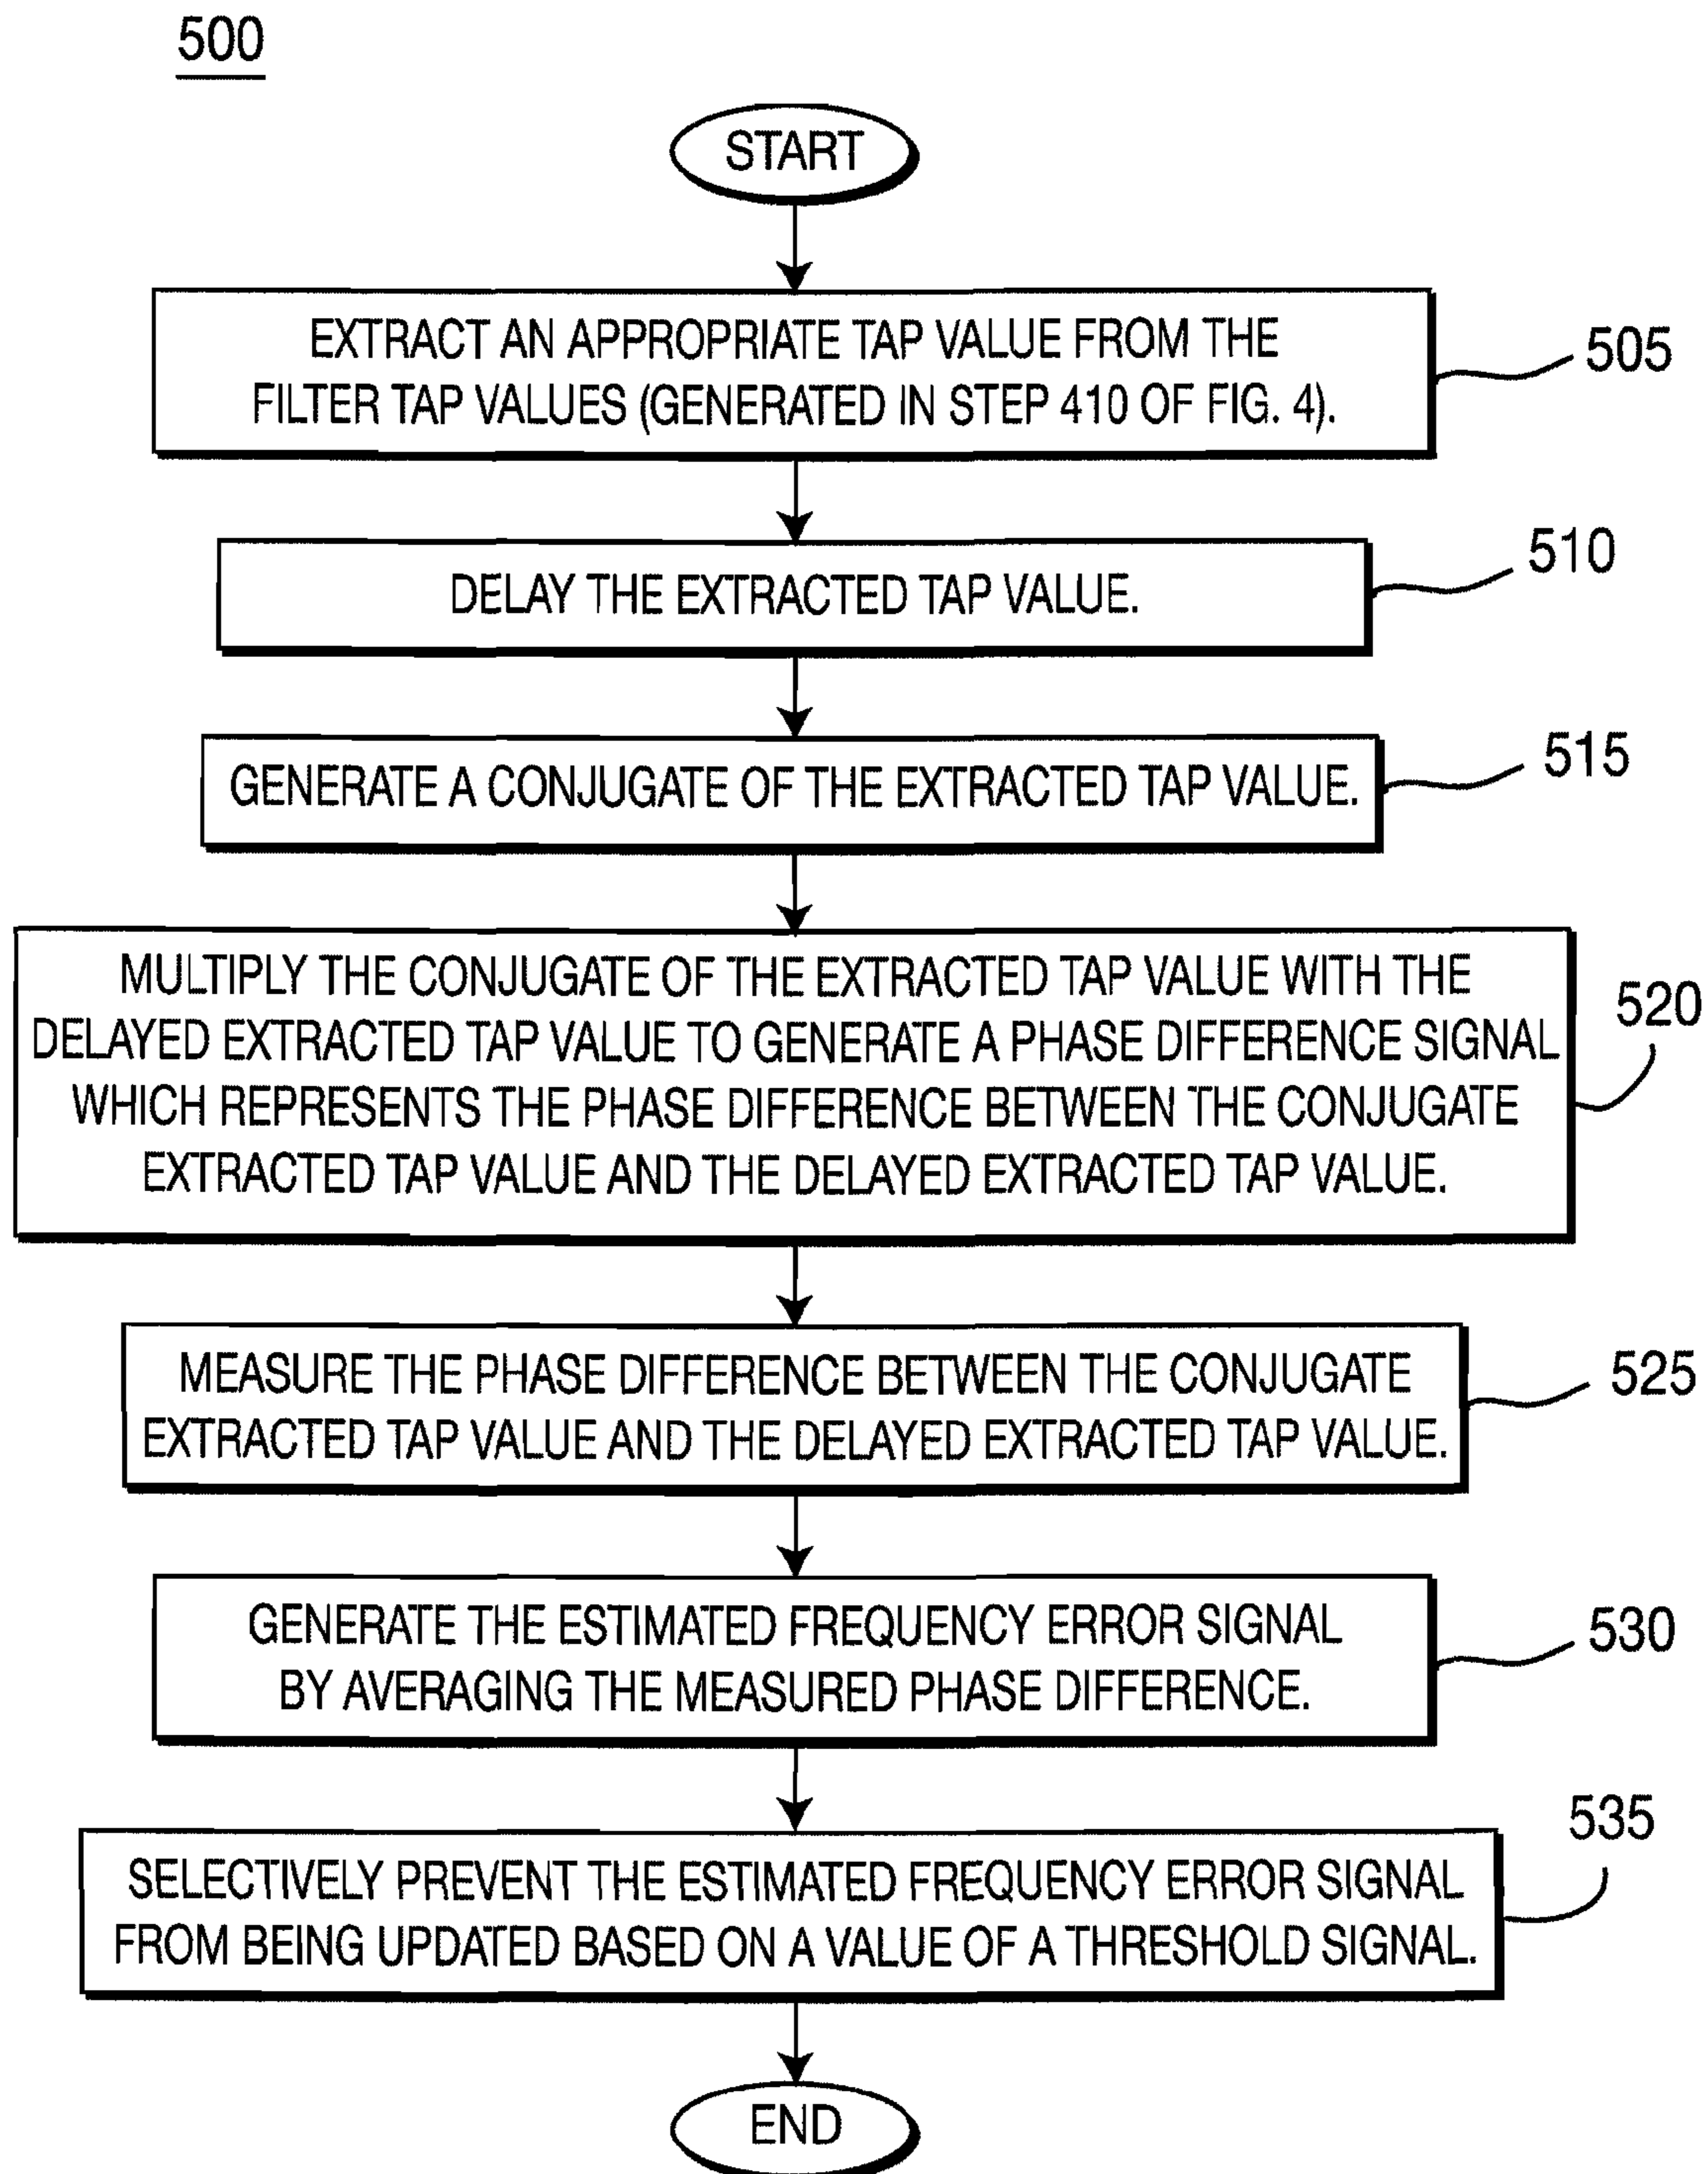 500
START
EXTRACT AN APPROPRIATE TAP VALUE FROM THE
FILTER TAP VALUES (GENERATED IN STEP 410 OF FIG. 4).
505
DELAY THE EXTRACTED TAP VALUE.
510
GENERATE A CONJUGATE OF THE EXTRACTED TAP VALUE.
515
MULTIPLY THE CONJUGATE OF THE EXTRACTED TAP VALUE WITH THE
DELAYED EXTRACTED TAP VALUE TO GENERATE A PHASE DIFFERENCE SIGNAL
WHICH REPRESENTS THE PHASE DIFFERENCE BETWEEN THE CONJUGATE
EXTRACTED TAP VALUE AND THE DELAYED EXTRACTED TAP VALUE.
520
MEASURE THE PHASE DIFFERENCE BETWEEN THE CONJUGATE
EXTRACTED TAP VALUE AND THE DELAYED EXTRACTED TAP VALUE.
525
GENERATE THE ESTIMATED FREQUENCY ERROR SIGNAL
BY AVERAGING THE MEASURED PHASE DIFFERENCE.
530
SELECTIVELY PREVENT THE ESTIMATED FREQUENCY ERROR SIGNAL
FROM BEING UPDATED BASED ON A VALUE OF A THRESHOLD SIGNAL.
535
END